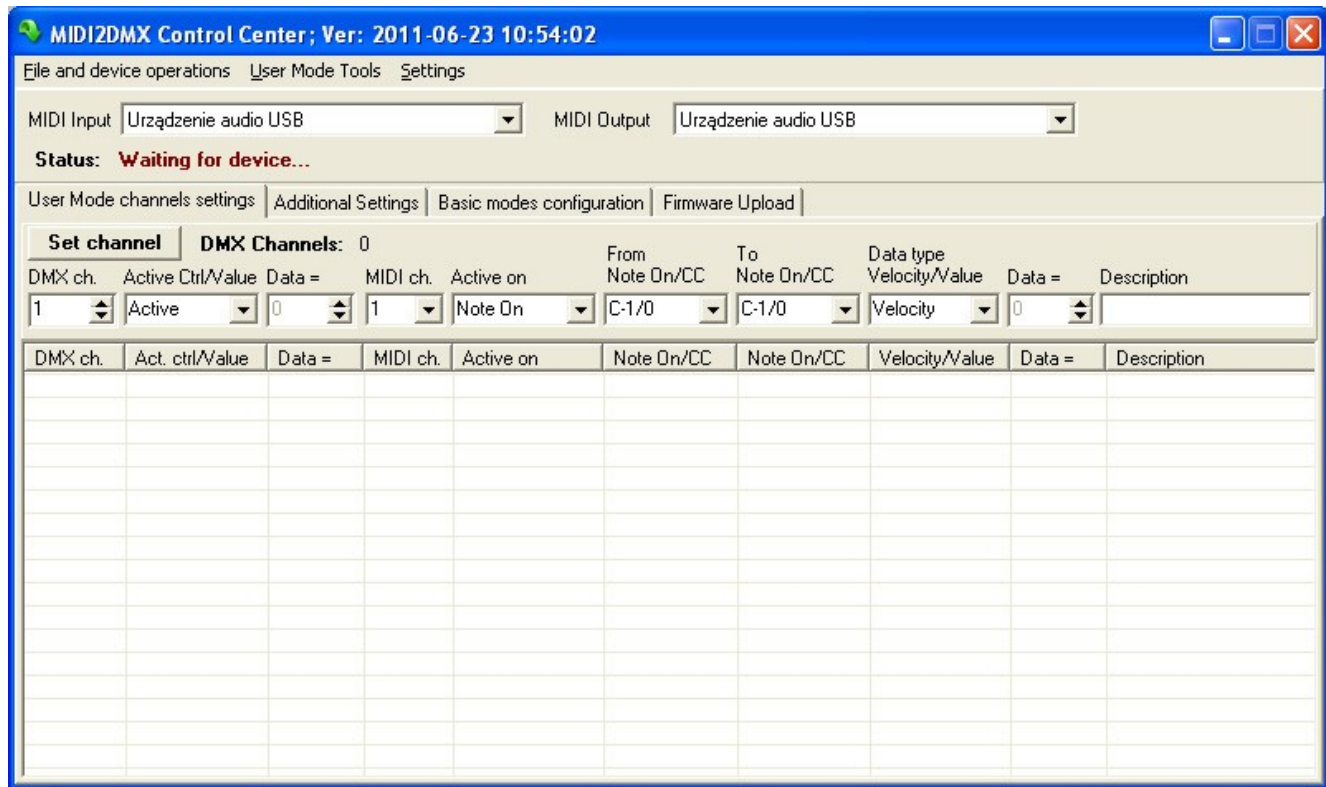 MIDI2DMX Control Center; Ver: 2011-06-23 10:54:02
File and device operations User Mode Tools Settings
MIDI Input Urządzenie audio USB MIDI Output Urządzenie audio USB
Status: Waiting for device...
User Mode channels settings Additional Settings Basic modes configuration Firmware Upload
Set channel DMX Channels: 0
From To Data type
DMX ch. Active Ctrl/Value Data = MIDI ch. Active on Note On/CC Note On/CC Velocity/Value Data = Description
1 Active 0 1 Note On C-1/0 C-1/0 Velocity 0
DMX ch. Act. ctrl/Value Data = MIDI ch. Active on Note On/CC Note On/CC Velocity/Value Data = Description